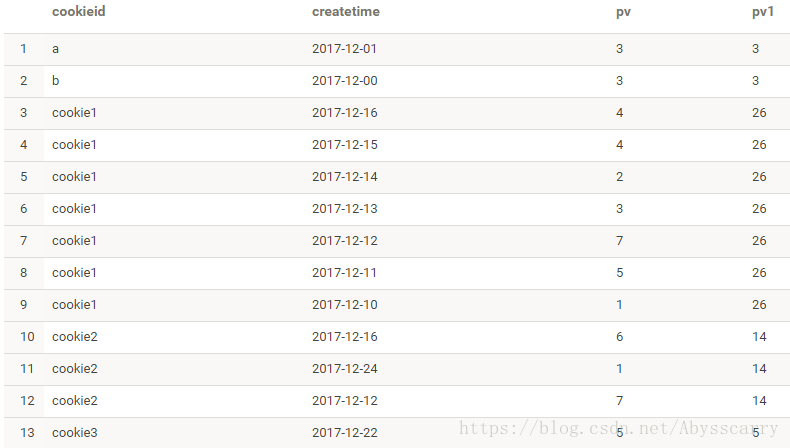 cookieid createtime pv pv1
1 a 2017-12-01 3 3
2 b 2017-12-00 3 3
3 cookie1 2017-12-16 4 26
4 cookie1 2017-12-15 4 26
5 cookie1 2017-12-14 2 26
6 cookie1 2017-12-13 3 26
7 cookie1 2017-12-12 7 26
8 cookie1 2017-12-11 5 26
9 cookie1 2017-12-10 1 26
10 cookie2 2017-12-16 6 14
11 cookie2 2017-12-24 1 14
12 cookie2 2017-12-12 7 14
13 cookie3 2017-12-22 5 5
https://blog.csdn.net/Abysscarry